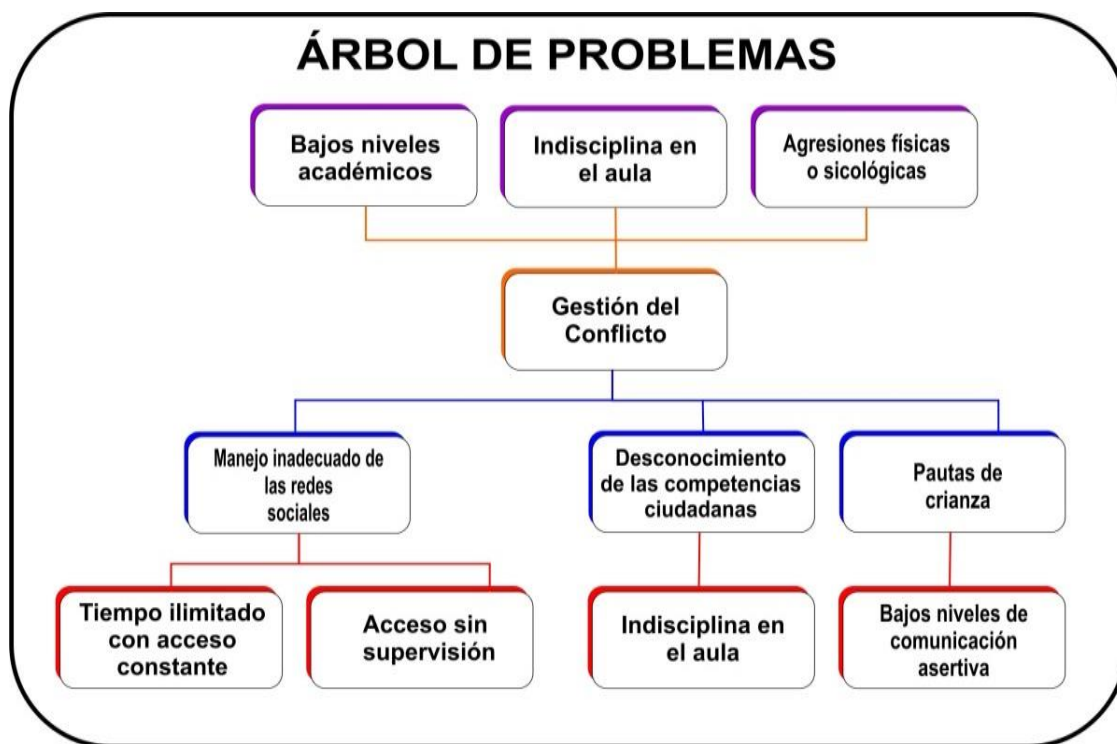 ÁRBOL DE PROBLEMAS
Bajos niveles
académicos
Indisciplina en
el aula
Agresiones físicas
o sicológicas
Gestión del
Conflicto
Manejo inadecuado de
las redes
sociales
Desconocimiento
de las competencias
ciudadanas
Pautas de
crianza
Tiempo ilimitado
con acceso
constante
Acceso sin
supervisión
Indisciplina en
el aula
Bajos niveles de
comunicación
asertiva